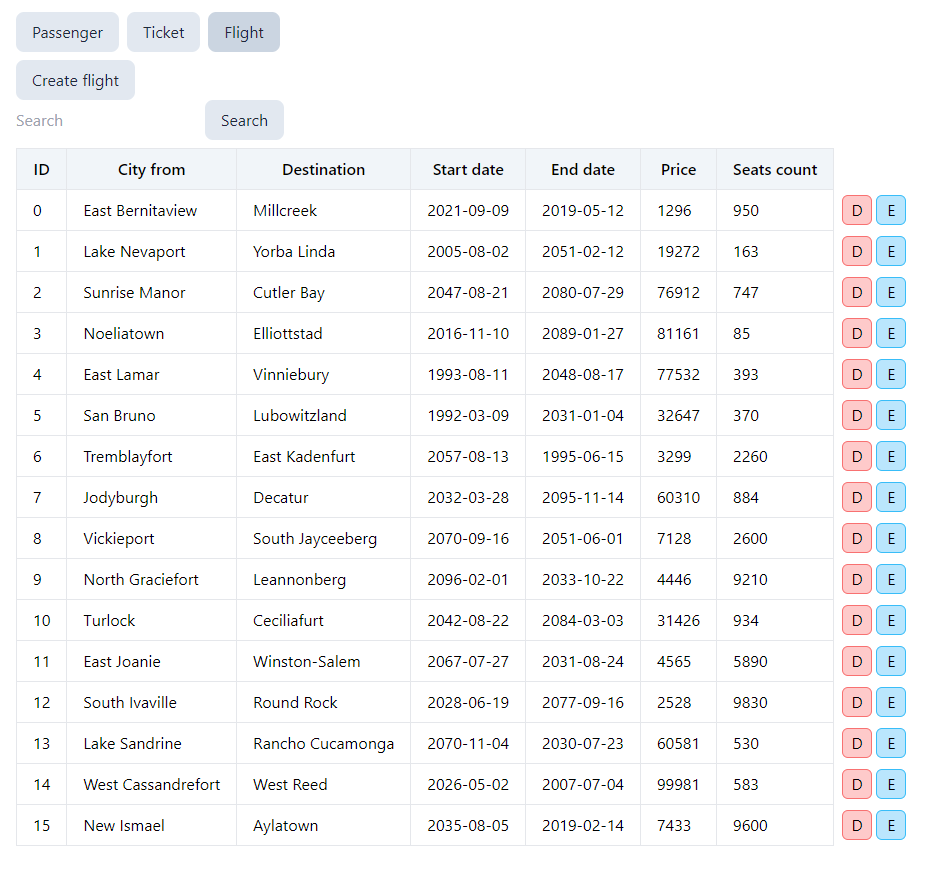 Passenger Ticket Flight
Create flight
Search Search
ID City from Destination Start date End date Price Seats count
0 East Bernitaview Millcreek 2021-09-09 2019-05-12 1296 950 D E
1 Lake Nevaport Yorba Linda 2005-08-02 2051-02-12 19272 163 D E
2 Sunrise Manor Cutler Bay 2047-08-21 2080-07-29 76912 747 D E
3 Noeliatown Elliottstad 2016-11-10 2089-01-27 81161 85 D E
4 East Lamar Vinniebury 1993-08-11 2048-08-17 77532 393 D E
5 San Bruno Lubowitzland 1992-03-09 2031-01-04 32647 370 D E
6 Tremblayfort East Kadenfurt 2057-08-13 1995-06-15 3299 2260 D E
7 Jodyburgh Decatur 2032-03-28 2095-11-14 60310 884 D E
8 Vickieport South Jayceeberg 2070-09-16 2051-06-01 7128 2600 D E
9 North Graciefort Leannonberg 2096-02-01 2033-10-22 4446 9210 D E
10 Turlock Ceciliafurt 2042-08-22 2084-03-03 31426 934 D E
11 East Joanie Winston-Salem 2067-07-27 2031-08-24 4565 5890 D E
12 South Ivaville Round Rock 2028-06-19 2077-09-16 2528 9830 D E
13 Lake Sandrine Rancho Cucamonga 2070-11-04 2030-07-23 60581 530 D E
14 West Cassandrefort West Reed 2026-05-02 2007-07-04 99981 583 D E
15 New Ismael Aylatown 2035-08-05 2019-02-14 7433 9600 D E